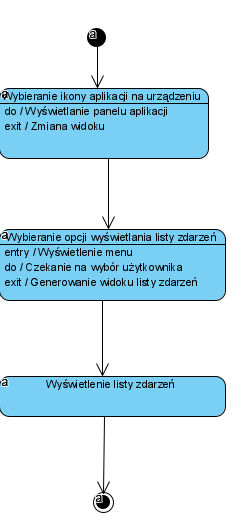 a
a
Wybieranie ikony aplikacji na urządzeniu
do / Wyświetlanie panelu aplikacji
exit / Zmiana widoku
a
Wybieranie opcji wyświetlania listy zdarzeń
entry / Wyświetlenie menu
do / Czekanie na wybór użytkownika
exit / Generowanie widoku listy zdarzeń
a
Wyświetlenie listy zdarzeń
a